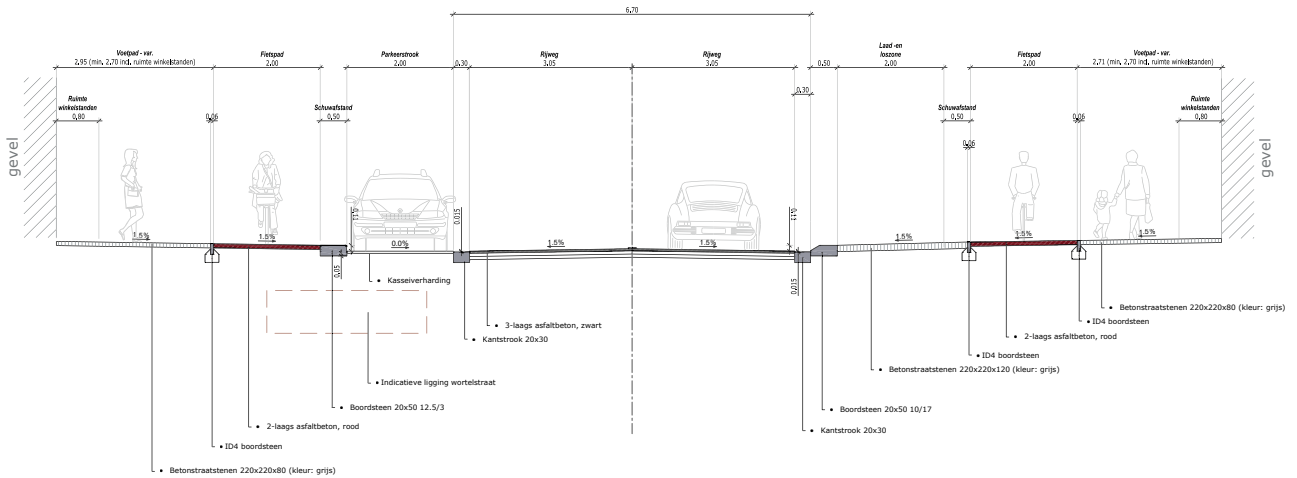 6.70
Voetpad - var.
2,95 (min. 2,70 incl. ruimte winkelstanden)
Fietspad
2.00
Parkeerstrook
2.00
0.30
Rijweg
3.05
Rijweg
3.05
0.50
Laad -en
loszone
2.00
Fietspad
2.00
Voetpad - var.
2,71 (min. 2,70 incl. ruimte winkelstanden)
0.30
Ruimte
winkelstanden
0,80
0.06
Schuwafstand
0,50
Schuwafstand
0,50
0.06
0.06
Ruimte
winkelstanden
0,80
gevel
gevel
0.11
0.015
0.11
1.5%
1.5%
0.0%
1.5%
1.5%
1.5%
1.5%
1.5%
0.05
0.015
• Kasseiverharding
• 3-laags asfaltbeton, zwart
• Kantstrook 20x30
• Indicatieve ligging wortelstraat
• Boordsteen 20x50 12.5/3
• 2-laags asfaltbeton, rood
• ID4 boordsteen
• Betonstraatstenen 220x220x80 (kleur: grijs)
• Betonstraatstenen 220x220x80 (kleur: grijs)
• ID4 boordsteen
• 2-laags asfaltbeton, rood
• ID4 boordsteen
• Betonstraatstenen 220x220x120 (kleur: grijs)
• Boordsteen 20x50 10/17
• Kantstrook 20x30